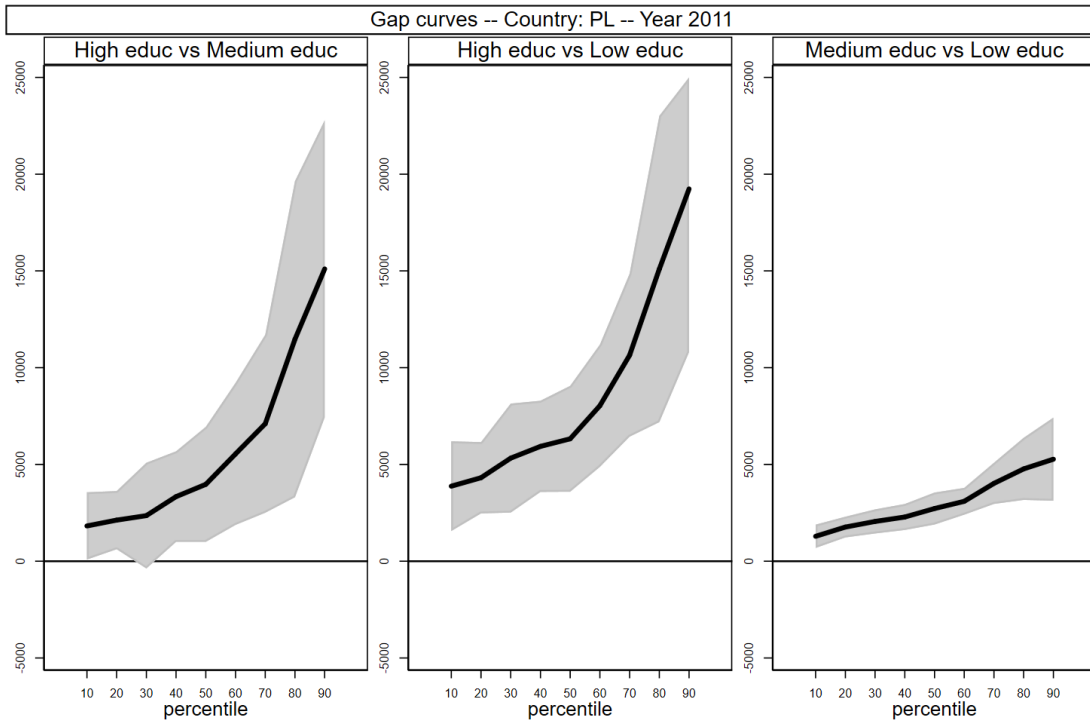 Gap curves -- Country: PL -- Year 2011
High educ vs Medium educ
25000
20000
15000
10000
5000
0
-5000
10 20 30 40 50 60 70 80 90
percentile
High educ vs Low educ
25000
20000
15000
10000
5000
0
-5000
10 20 30 40 50 60 70 80 90
percentile
Medium educ vs Low educ
25000
20000
15000
10000
5000
0
-5000
10 20 30 40 50 60 70 80 90
percentile